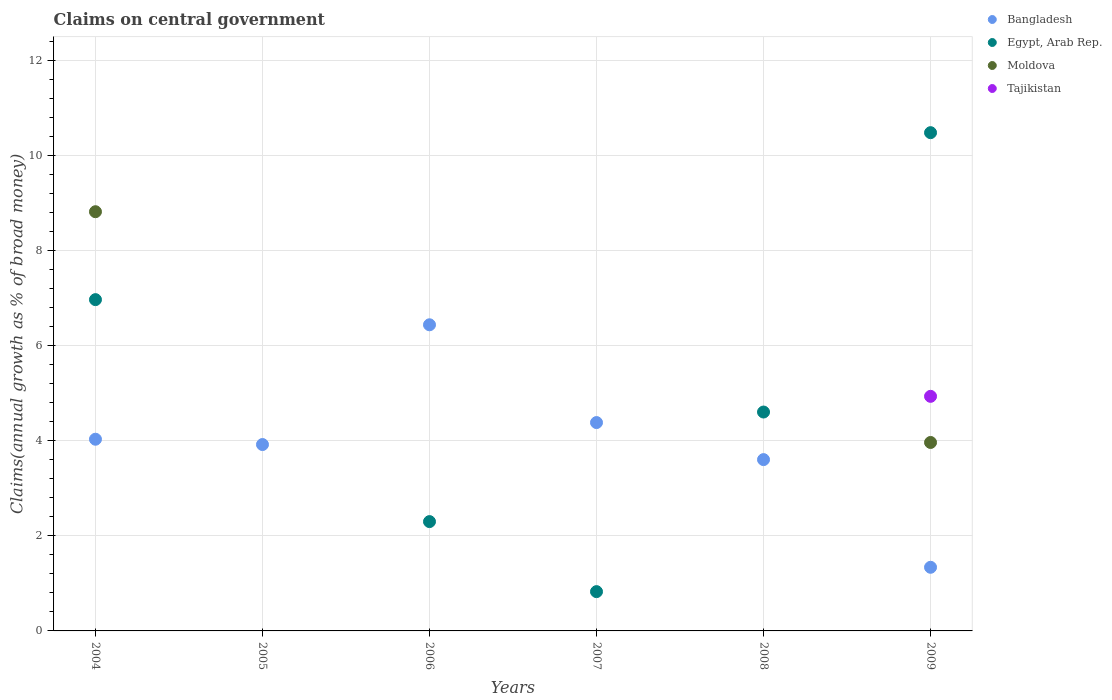 Claims on central government
Bangladesh
Egypt, Arab Rep.
Moldova
Tajikistan
Claims(annual growth as % of broad money)
12
10
8
6
4
2
0
2004
2005
2006
2007
2008
2009
Years